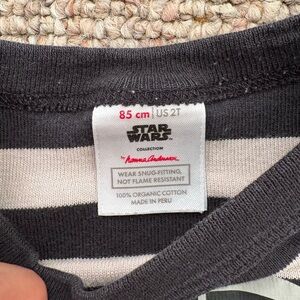 85 cm | US 2T
STAR
WARS
COLLECTION
by hanna andersson
WEAR SNUG-FITTING,
NOT FLAME RESISTANT
100% ORGANIC COTTON
MADE IN PERU